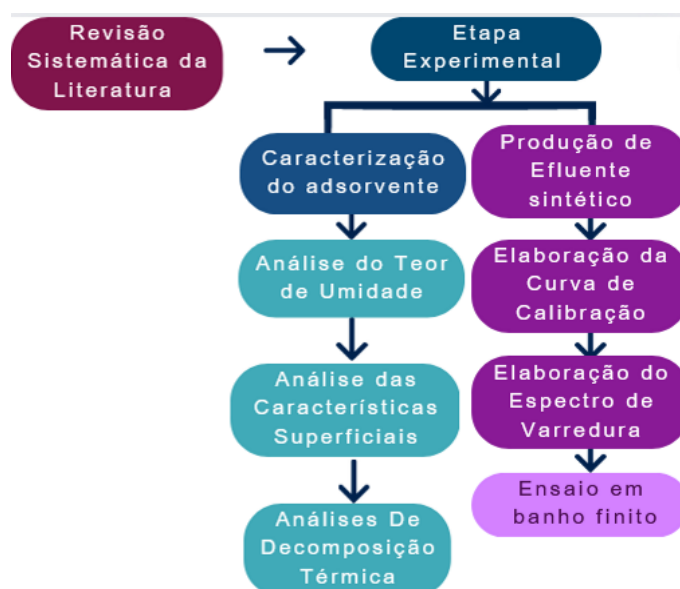 Revisão
Sistemática da
Literatura
Etapa
Experimental
Caracterização
do adsorvente
Análise do Teor
de Umidade
Análise das
Características
Superficiais
Análises De
Decomposição
Térmica
Produção de
Efluente
sintético
Elaboração da
Curva de
Calibração
Elaboração do
Espectro de
Varredura
Ensaio em
banho finito